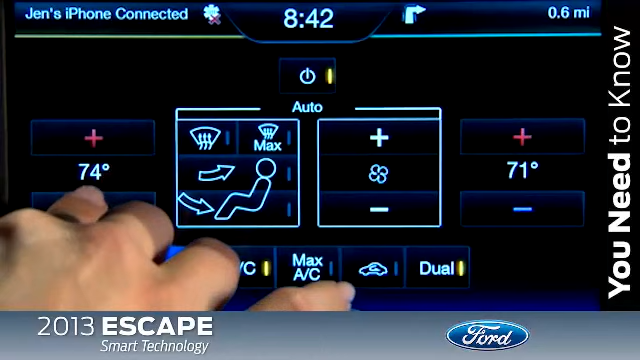 Jen's iPhone Connected
8:42
0.6 mi
Auto
Max
74°
71°
/C
Max
A/C
Dual
You Need to Know
2013 ESCAPE
Smart Technology
Ford